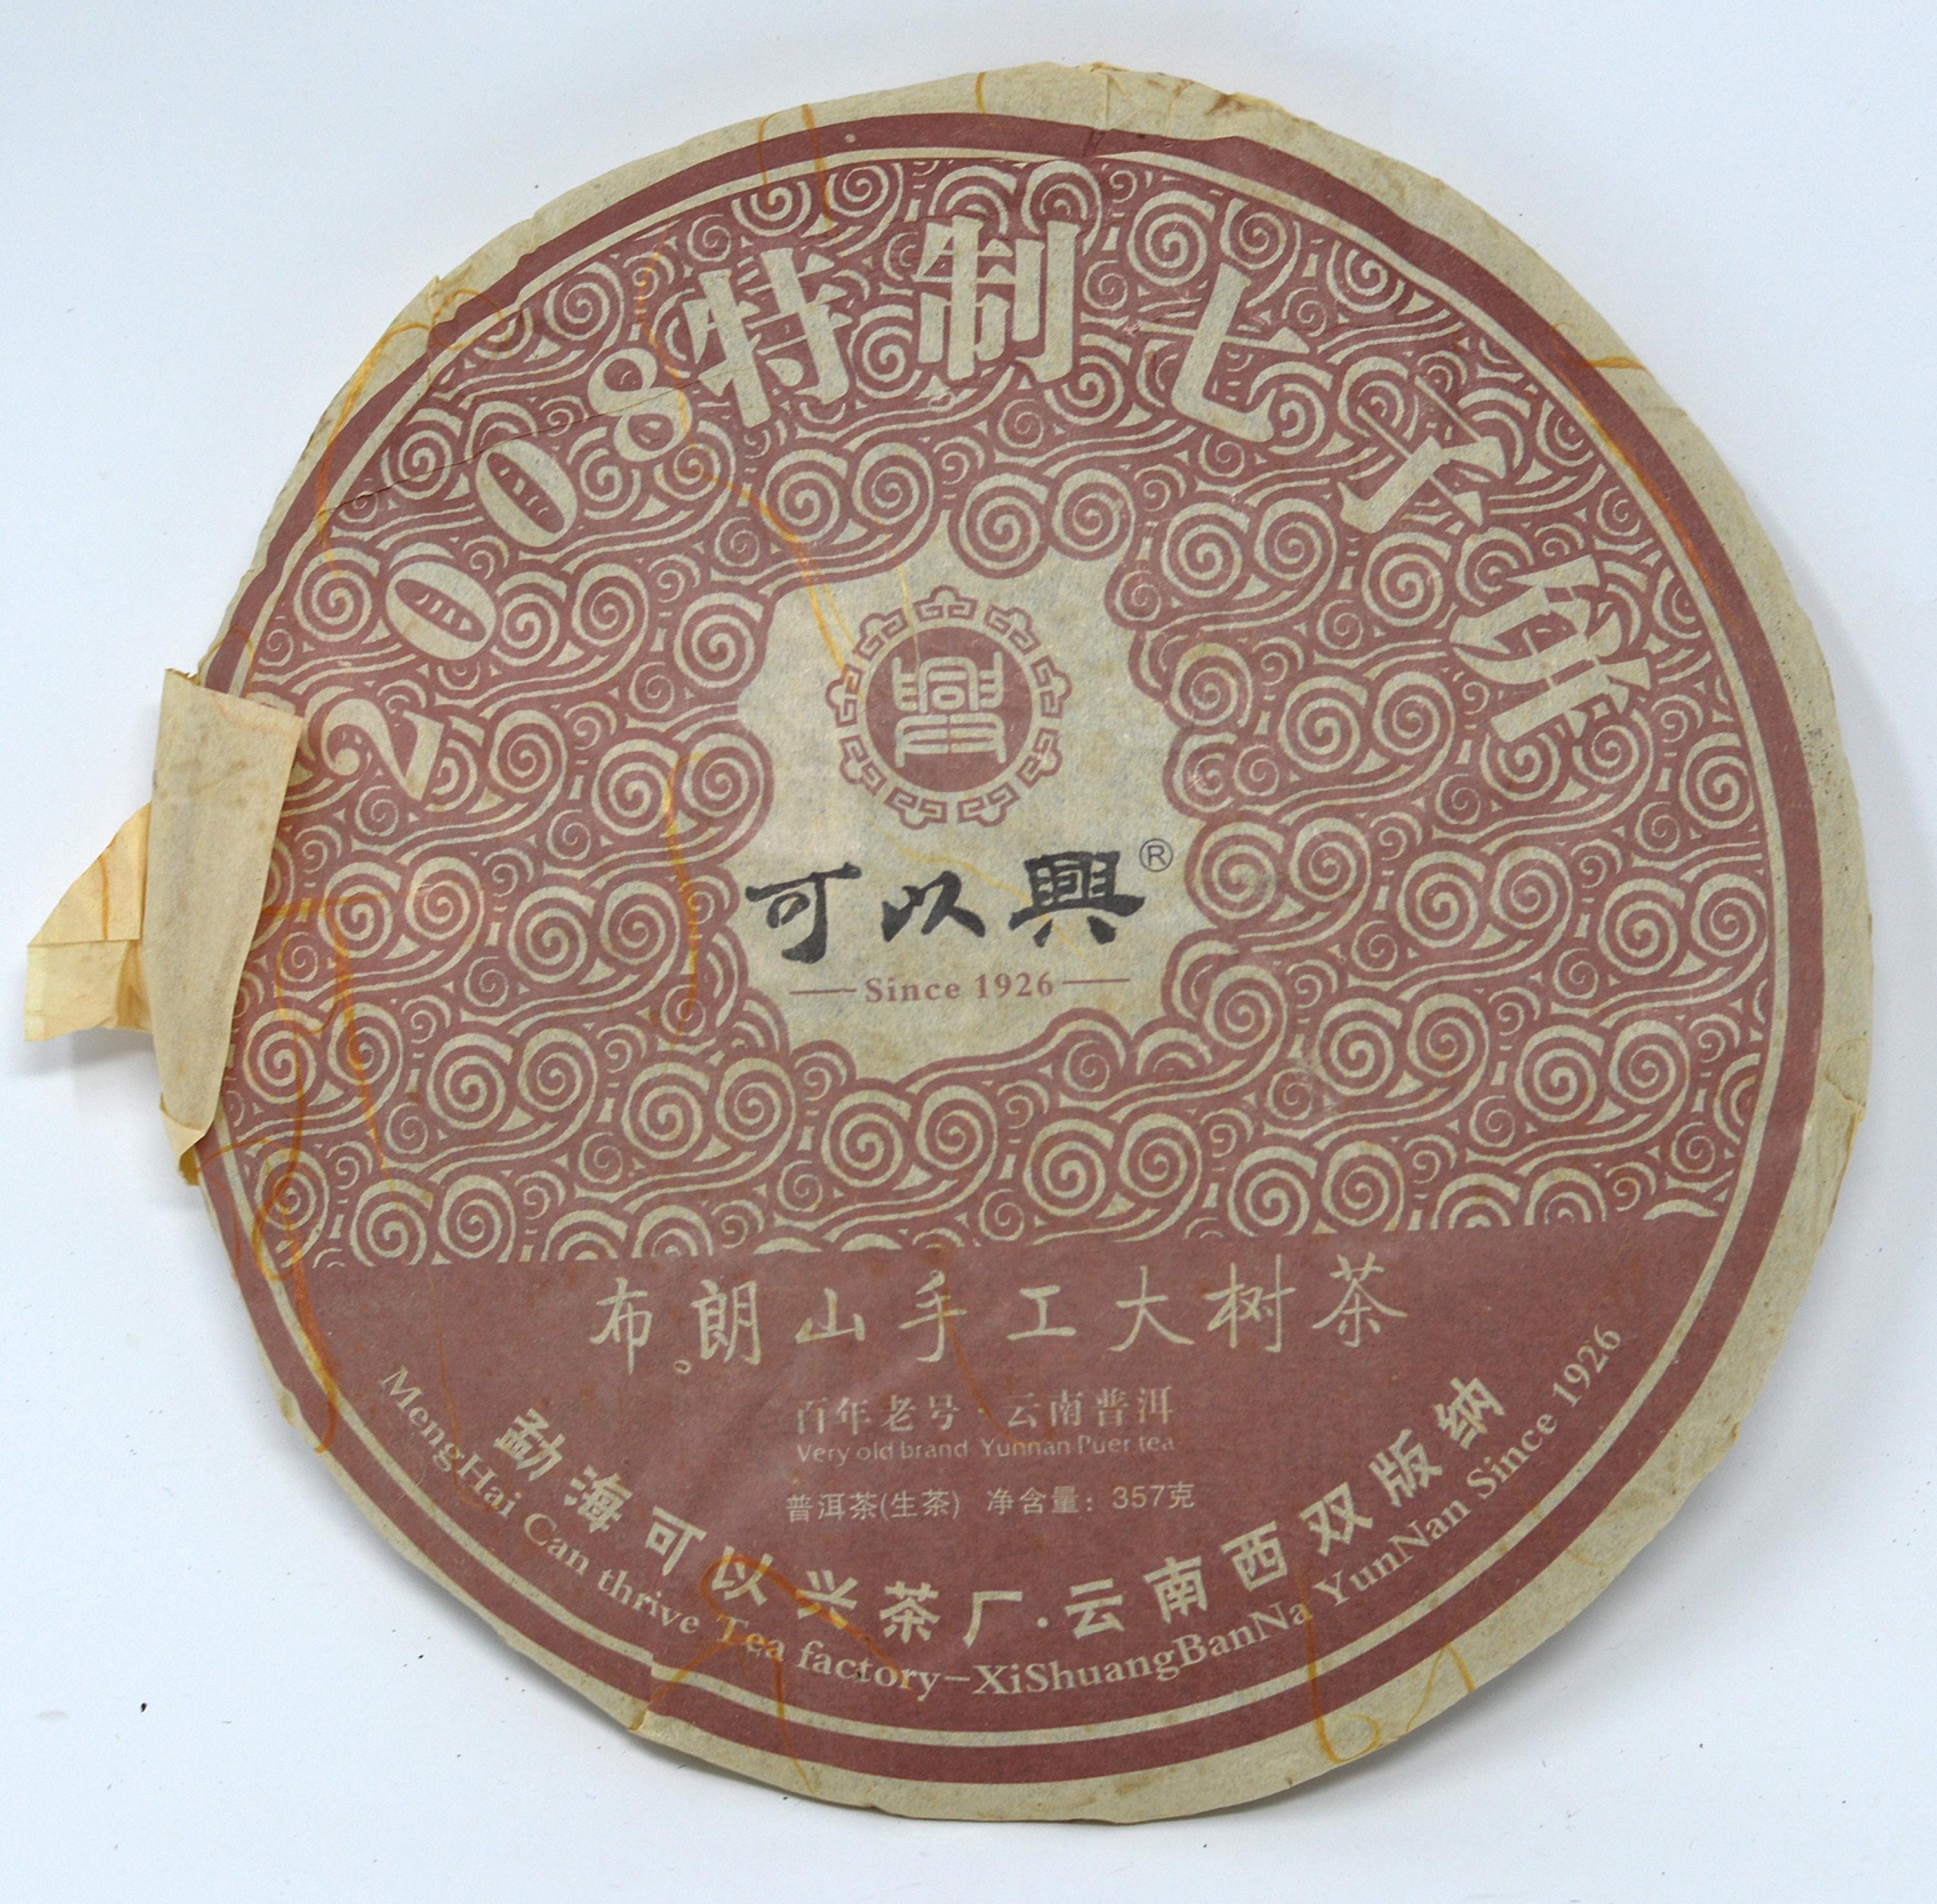 2008特制七子饼
興
可以興®
Since 1926
布朗山手工大树茶
百年老号·云南普洱
Very old brand Yunnan Puer tea
普洱茶(生茶) 净含量：357克
勐海可以兴茶厂·云南西双版纳
MengHai Can thrive Tea factory-XiShuangBanNa YunNan Since 1926